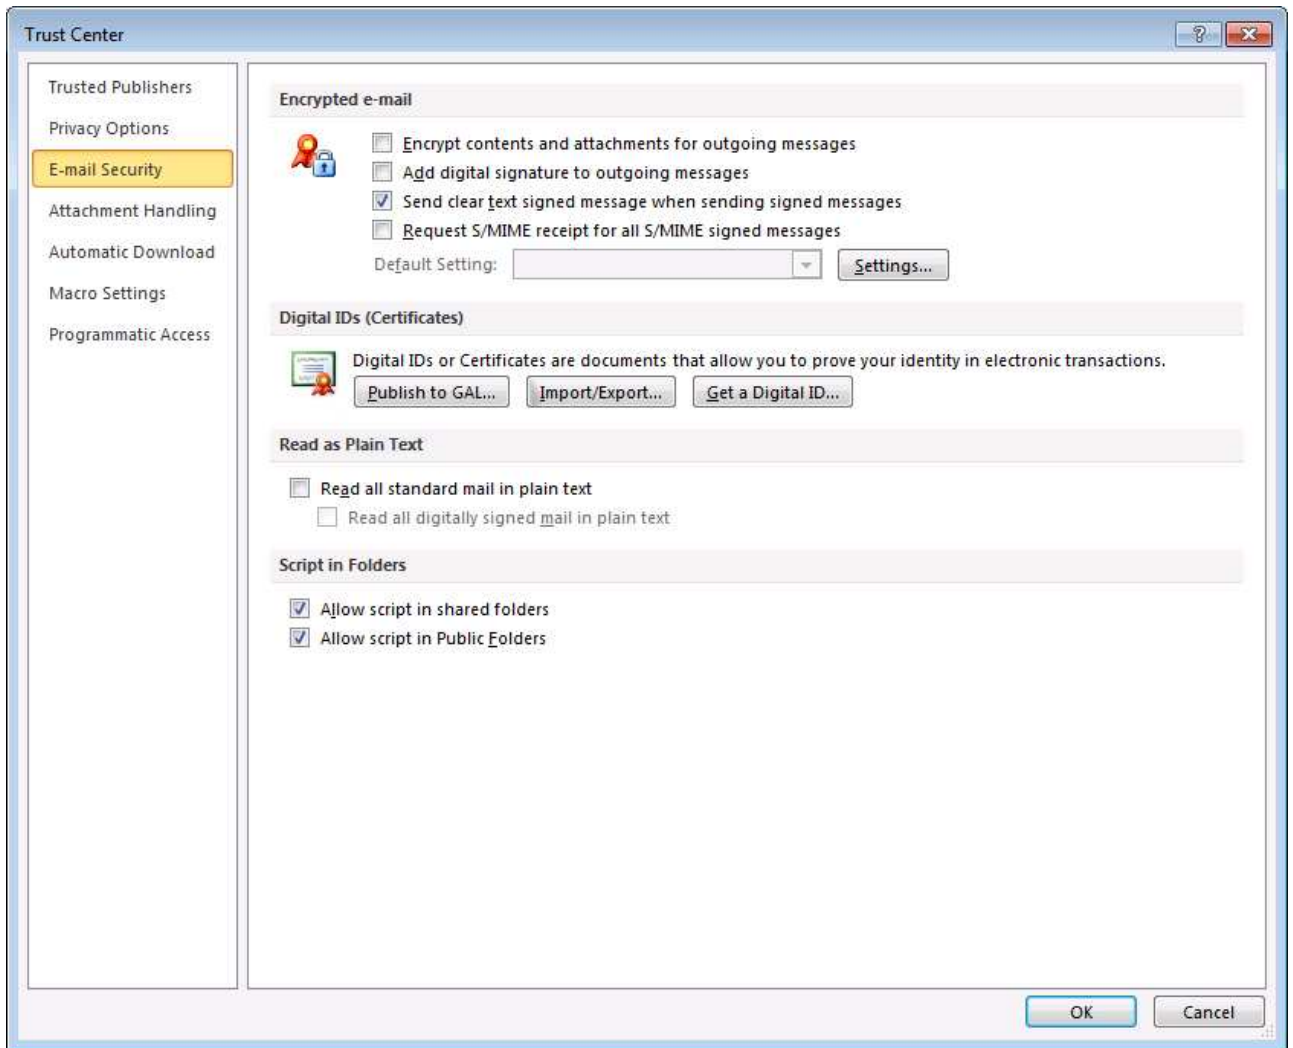 Trust Center
Trusted Publishers
Privacy Options
E-mail Security
Attachment Handling
Automatic Download
Macro Settings
Programmatic Access
Encrypted e-mail
Encrypt contents and attachments for outgoing messages
Add digital signature to outgoing messages
Send clear text signed message when sending signed messages
Request S/MIME receipt for all S/MIME signed messages
Default Setting:
Settings...
Digital IDs (Certificates)
Digital IDs or Certificates are documents that allow you to prove your identity in electronic transactions.
Publish to GAL... Import/Export... Get a Digital ID...
Read as Plain Text
Read all standard mail in plain text
Read all digitally signed mail in plain text
Script in Folders
Allow script in shared folders
Allow script in Public Folders
OK Cancel